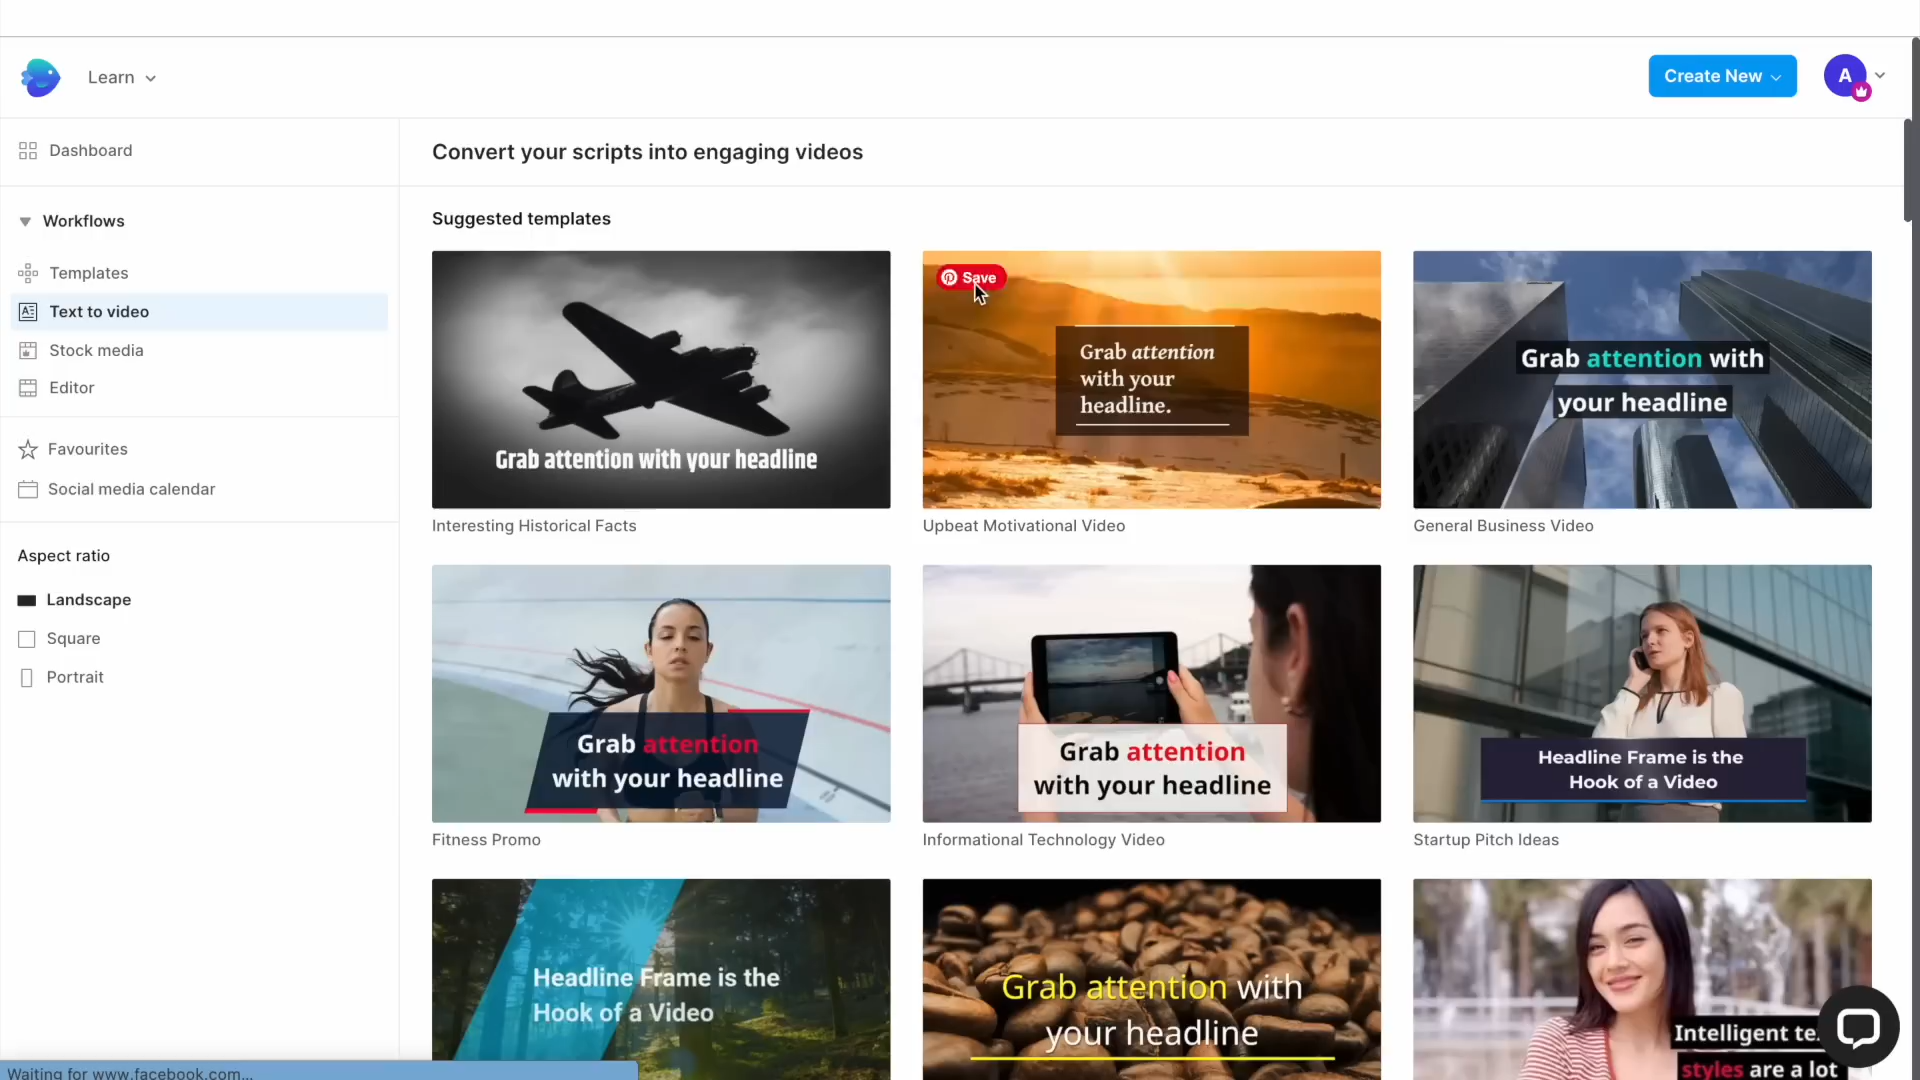 Learn
Create New
A
Dashboard
Convert your scripts into engaging videos
Workflows
Suggested templates
Templates
Text to video
Stock media
Editor
Favourites
Social media calendar
Aspect ratio
Landscape
Square
Portrait
Grab attention with your headline
Interesting Historical Facts
Save
Grab attention
with your
headline.
Upbeat Motivational Video
Grab attention with
your headline
General Business Video
Grab attention
with your headline
Fitness Promo
Grab attention
with your headline
Informational Technology Video
Headline Frame is the
Hook of a Video
Startup Pitch Ideas
Headline Frame is the
Hook of a Video
Grab attention with
your headline
Intelligent te
styles are a lot
Waiting for www.facebook.com...